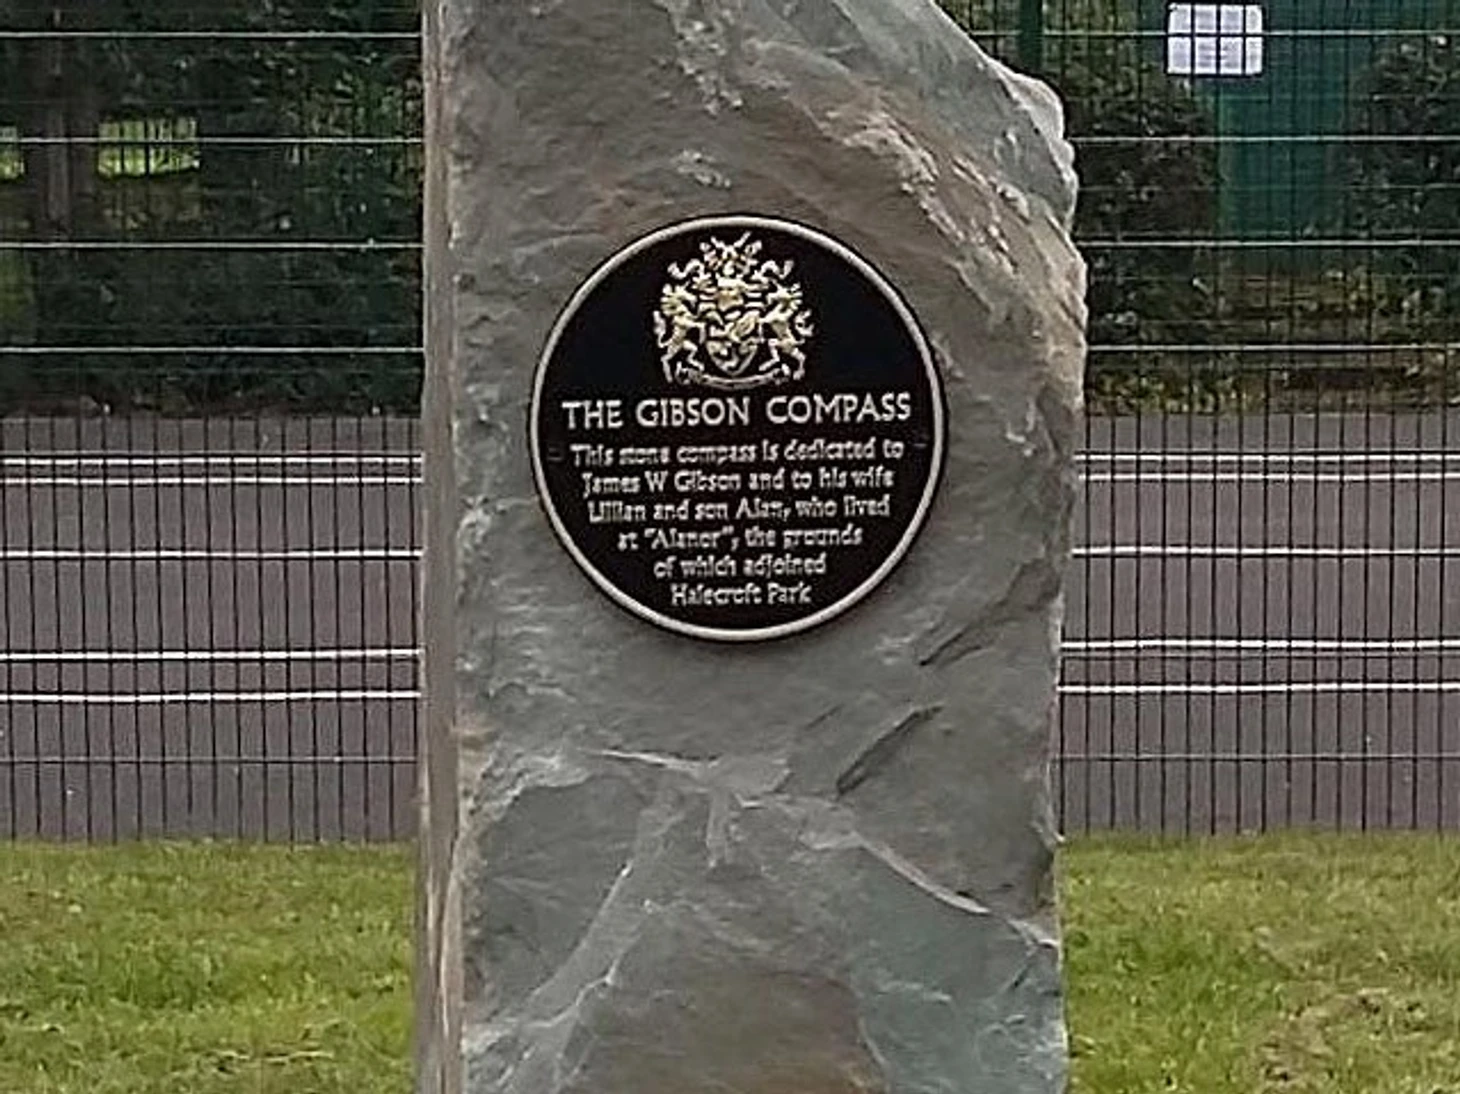 THE GIBSON COMPASS
This stone compass is dedicated to
James W Gibson and to his wife
Lillian and son Alan, who lived
at "Alanor", the grounds
of which adjoined
Halecroft Park